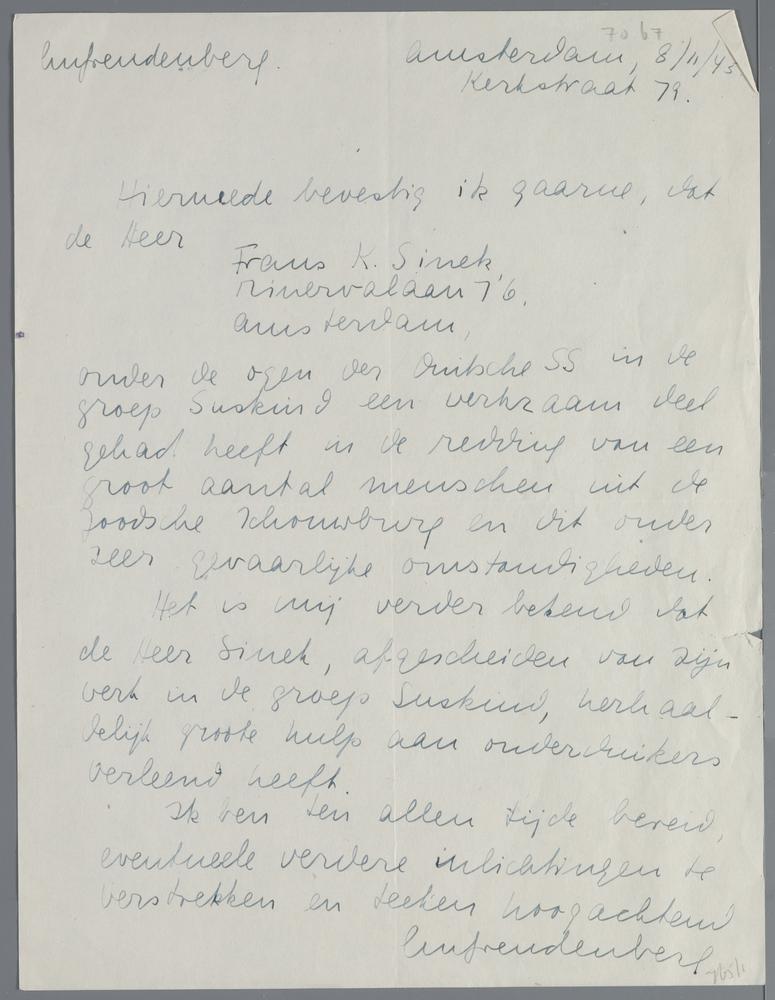 70 67
Amsterdam, 8/11/45
Kerkstraat 79.
Hiermede bevestig ik gaarne, dat
de Heer
Frans K. Sinek,
Minervalaan 76,
Amsterdam,
onder de ogen der Duitsche SS in de
groep Suskind een werkzaam deel
gehad heeft in de redding van een
groot aantal menschen uit de
Joodsche Schouwburg en dit onder
zeer gevaarlijke omstandigheden.
Het is mij verder bekend dat
de Heer Sinek, afgescheiden van zijn
werk in de groep Suskind, herhaal-
delijk groote hulp aan onderduikers
verleend heeft.
Ik ben ten allen tijde bereid,
eventueele verdere inlichtingen te
verstrekken en teeken hoogachtend